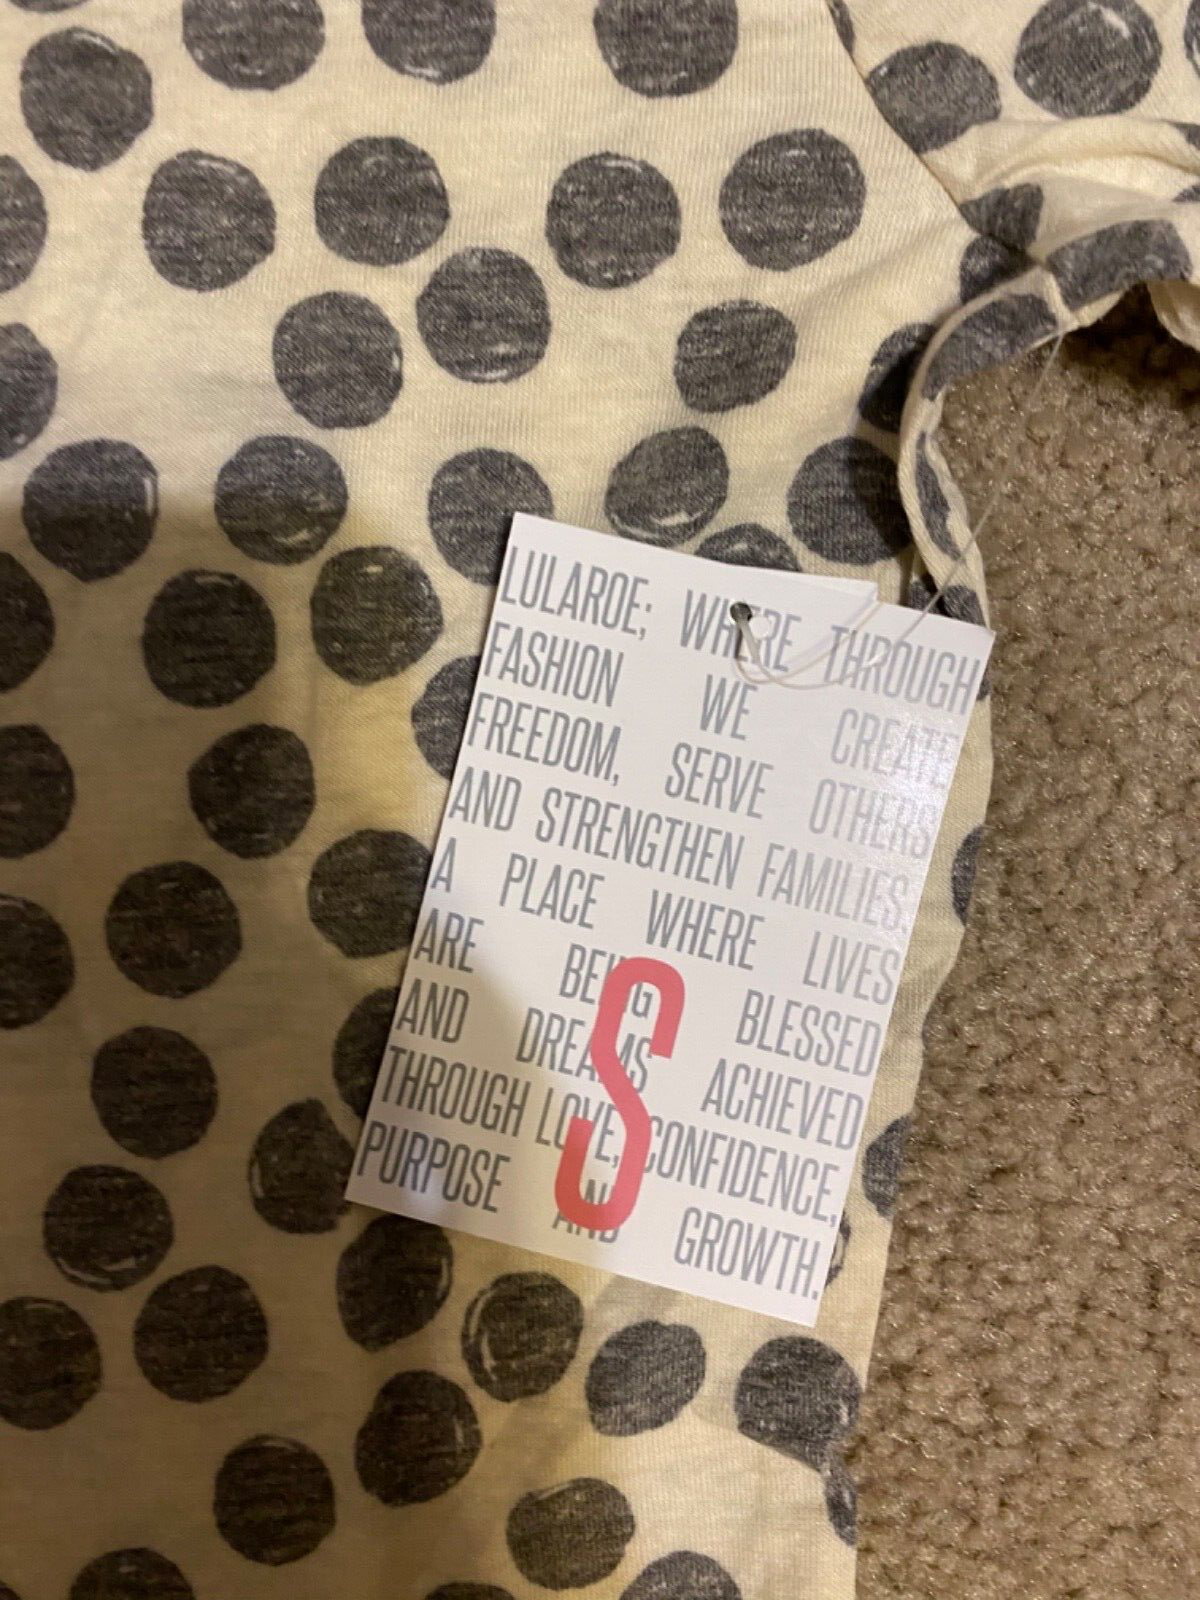 LULAROE; WHERE THROUGH
FASHION WE CREATE
FREEDOM, SERVE OTHERS
AND STRENGTHEN FAMILIES.
A PLACE WHERE LIVES
ARE BEING BLESSED
AND DREAMS ACHIEVED
THROUGH LOVE, CONFIDENCE,
PURPOSE AND GROWTH.
S